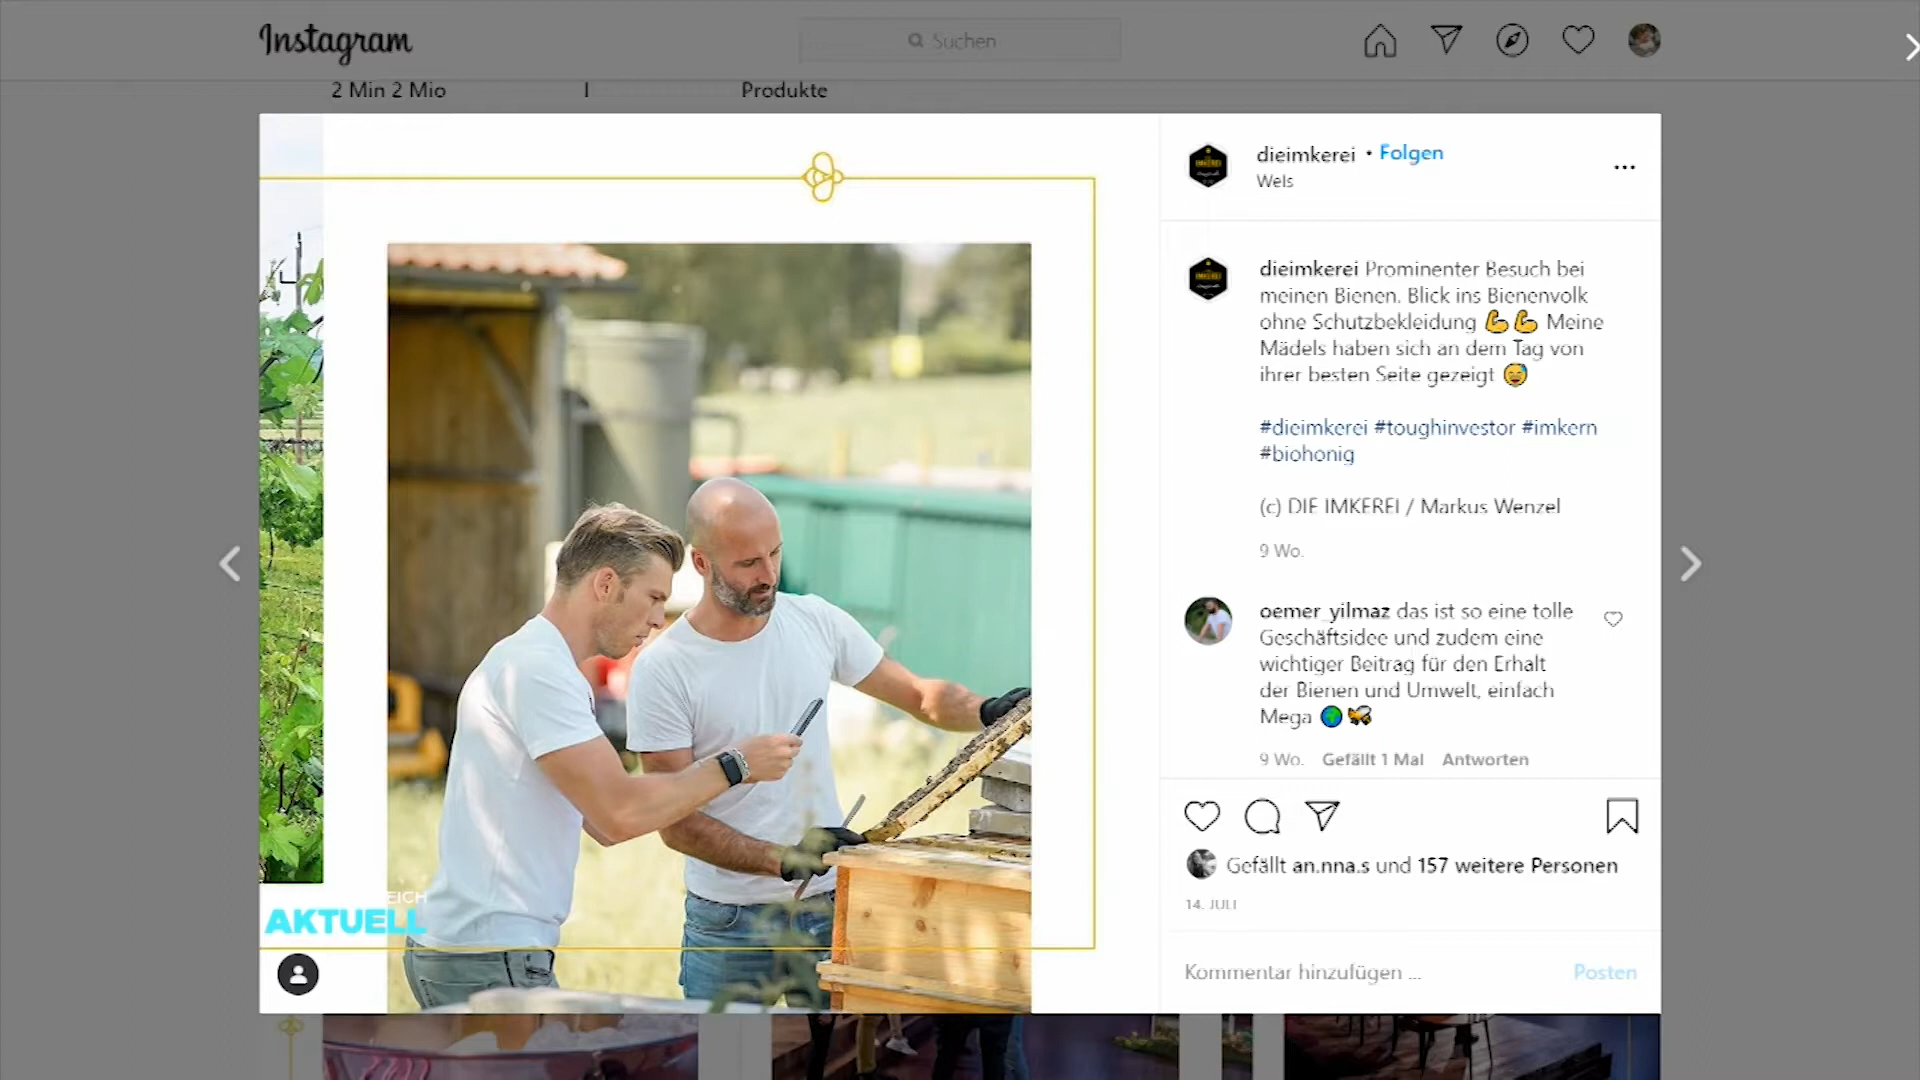 Instagram
Suchen
2 Min 2 Mio
Produkte
dieimkerei • Folgen
Wels
dieimkerei Prominenter Besuch bei
meinen Bienen. Blick ins Bienenvolk
ohne Schutzbekleidung 💪💪 Meine
Mädels haben sich an dem Tag von
ihrer besten Seite gezeigt 😅
#dieimkerei #toughinvestor #imkern
#biohonig
(c) DIE IMKEREI / Markus Wenzel
9 Wo.
oemer_yilmaz das ist so eine tolle
Geschäftsidee und zudem eine
wichtiger Beitrag für den Erhalt
der Bienen und Umwelt, einfach
Mega 🌍🐝
9 Wo. Gefällt 1 Mal Antworten
Gefällt an.nna.s und 157 weitere Personen
14. JULI
Kommentar hinzufügen ... Posten
EICH
AKTUELL